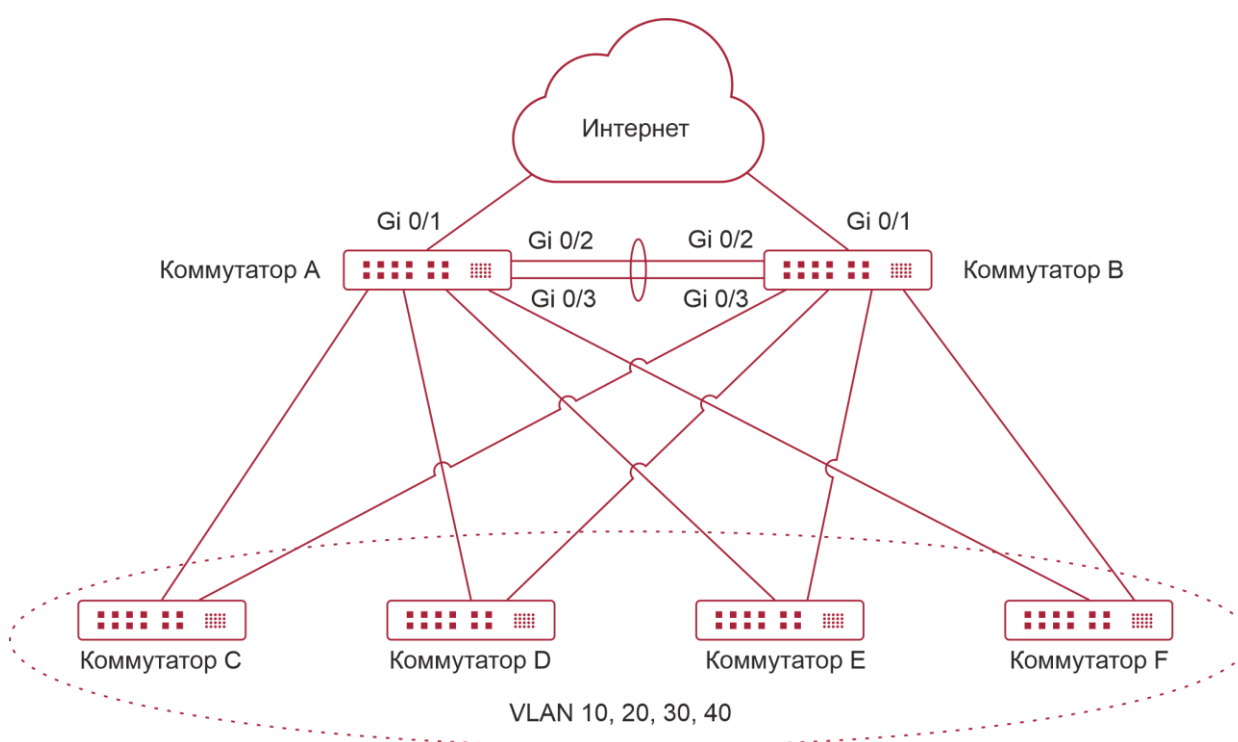 Интернет
Gi 0/1
Gi 0/1
Gi 0/2
Gi 0/2
Коммутатор A
Коммутатор B
Gi 0/3
Gi 0/3
Коммутатор C
Коммутатор D
Коммутатор E
Коммутатор F
VLAN 10, 20, 30, 40